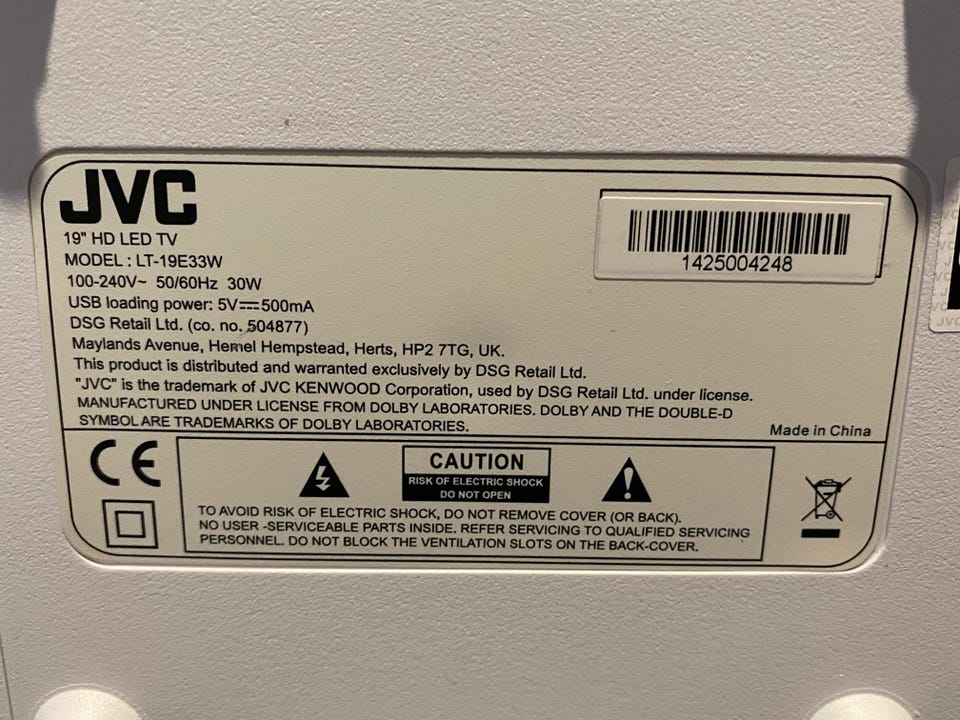 JVC
19" HD LED TV
MODEL : LT-19E33W
100-240V~ 50/60Hz 30W
USB loading power: 5V⎓500mA
DSG Retail Ltd. (co. no. 504877)
Maylands Avenue, Hemel Hempstead, Herts, HP2 7TG, UK.
This product is distributed and warranted exclusively by DSG Retail Ltd.
"JVC" is the trademark of JVC KENWOOD Corporation, used by DSG Retail Ltd. under license.
MANUFACTURED UNDER LICENSE FROM DOLBY LABORATORIES. DOLBY AND THE DOUBLE-D
SYMBOL ARE TRADEMARKS OF DOLBY LABORATORIES.
1425004248
Made in China
CE
CAUTION
RISK OF ELECTRIC SHOCK
DO NOT OPEN
TO AVOID RISK OF ELECTRIC SHOCK, DO NOT REMOVE COVER (OR BACK).
NO USER -SERVICEABLE PARTS INSIDE. REFER SERVICING TO QUALIFIED SERVICING
PERSONNEL. DO NOT BLOCK THE VENTILATION SLOTS ON THE BACK-COVER.